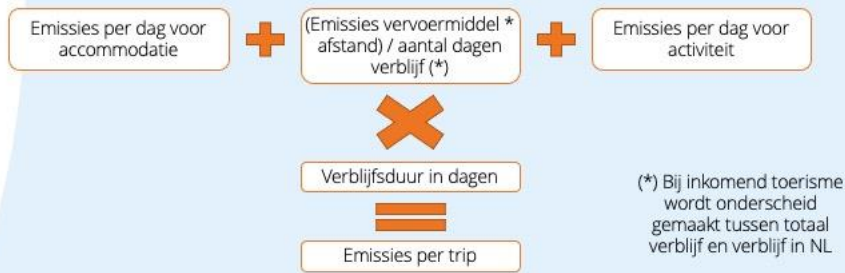 Emissies per dag voor
accommodatie
(Emissies vervoermiddel *
afstand) / aantal dagen
verblijf (*)
Emissies per dag voor
activiteit
Verblijfsduur in dagen
Emissies per trip
(*) Bij inkomend toerisme
wordt onderscheid
gemaakt tussen totaal
verblijf en verblijf in NL